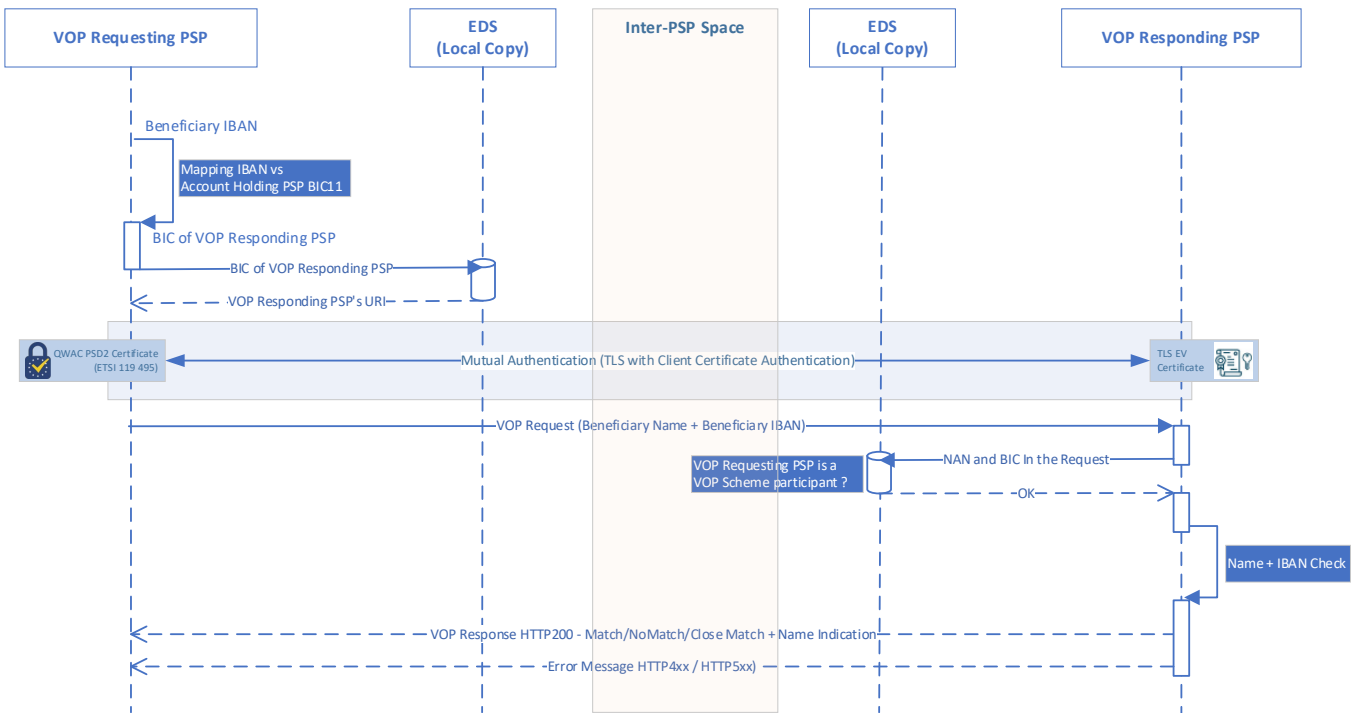 VOP Requesting PSP
EDS
(Local Copy)
Inter-PSP Space
EDS
(Local Copy)
VOP Responding PSP
Beneficiary IBAN
Mapping IBAN vs
Account Holding PSP BIC11
BIC of VOP Responding PSP
BIC of VOP Responding PSP
VOP Responding PSP's URI
QWAC PSD2 Certificate
(ETSI 119 495)
Mutual Authentication (TLS with Client Certificate Authentication)
TLS EV
Certificate
VOP Request (Beneficiary Name + Beneficiary IBAN)
NAN and BIC In the Request
VOP Requesting PSP is a
VOP Scheme participant ?
OK
Name + IBAN Check
VOP Response HTTP200 - Match/NoMatch/Close Match + Name Indication
Error Message HTTP4xx / HTTP5xx)